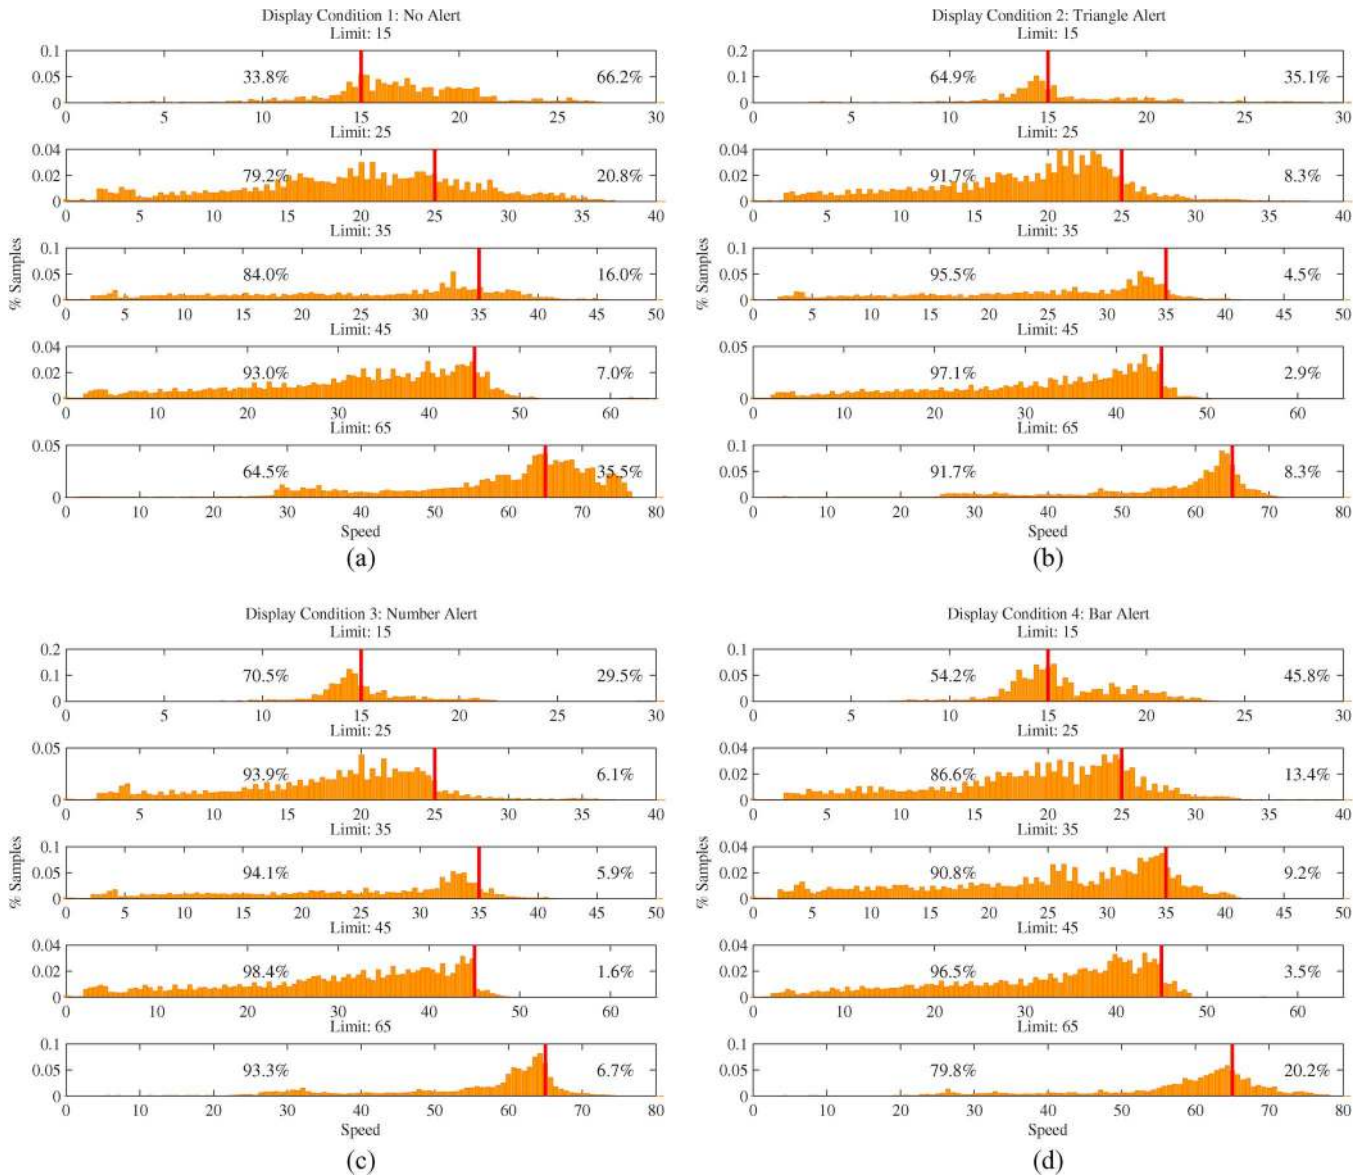 Display Condition 1: No Alert
Limit: 15
0.1
0.05
0
33.8%
66.2%
0 5 10 15 20 25 30
Limit: 25
0.04
0.02
0
79.2%
20.8%
0 5 10 15 20 25 30 35 40
Limit: 35
0.1
0.05
0
84.0%
16.0%
0 5 10 15 20 25 30 35 40 45 50
Limit: 45
0.04
0.02
0
93.0%
7.0%
0 10 20 30 40 50 60
Limit: 65
0.05
0
64.5%
35.5%
0 10 20 30 40 50 60 70 80
% Samples
Speed
(a)
Display Condition 2: Triangle Alert
Limit: 15
0.2
0.1
0
64.9%
35.1%
0 5 10 15 20 25 30
Limit: 25
0.04
0.02
0
91.7%
8.3%
0 5 10 15 20 25 30 35 40
Limit: 35
0.1
0.05
0
95.5%
4.5%
0 5 10 15 20 25 30 35 40 45 50
Limit: 45
0.05
0
97.1%
2.9%
0 10 20 30 40 50 60
Limit: 65
0.1
0.05
0
91.7%
8.3%
0 10 20 30 40 50 60 70 80
% Samples
Speed
(b)
Display Condition 3: Number Alert
Limit: 15
0.2
0.1
0
70.5%
29.5%
0 5 10 15 20 25 30
Limit: 25
0.05
0
93.9%
6.1%
0 5 10 15 20 25 30 35 40
Limit: 35
0.1
0.05
0
94.1%
5.9%
0 5 10 15 20 25 30 35 40 45 50
Limit: 45
0.04
0.02
0
98.4%
1.6%
0 10 20 30 40 50 60
Limit: 65
0.1
0.05
0
93.3%
6.7%
0 10 20 30 40 50 60 70 80
% Samples
Speed
(c)
Display Condition 4: Bar Alert
Limit: 15
0.1
0.05
0
54.2%
45.8%
0 5 10 15 20 25 30
Limit: 25
0.04
0.02
0
86.6%
13.4%
0 5 10 15 20 25 30 35 40
Limit: 35
0.04
0.02
0
90.8%
9.2%
0 5 10 15 20 25 30 35 40 45 50
Limit: 45
0.04
0.02
0
96.5%
3.5%
0 10 20 30 40 50 60
Limit: 65
0.1
0.05
0
79.8%
20.2%
0 10 20 30 40 50 60 70 80
% Samples
Speed
(d)